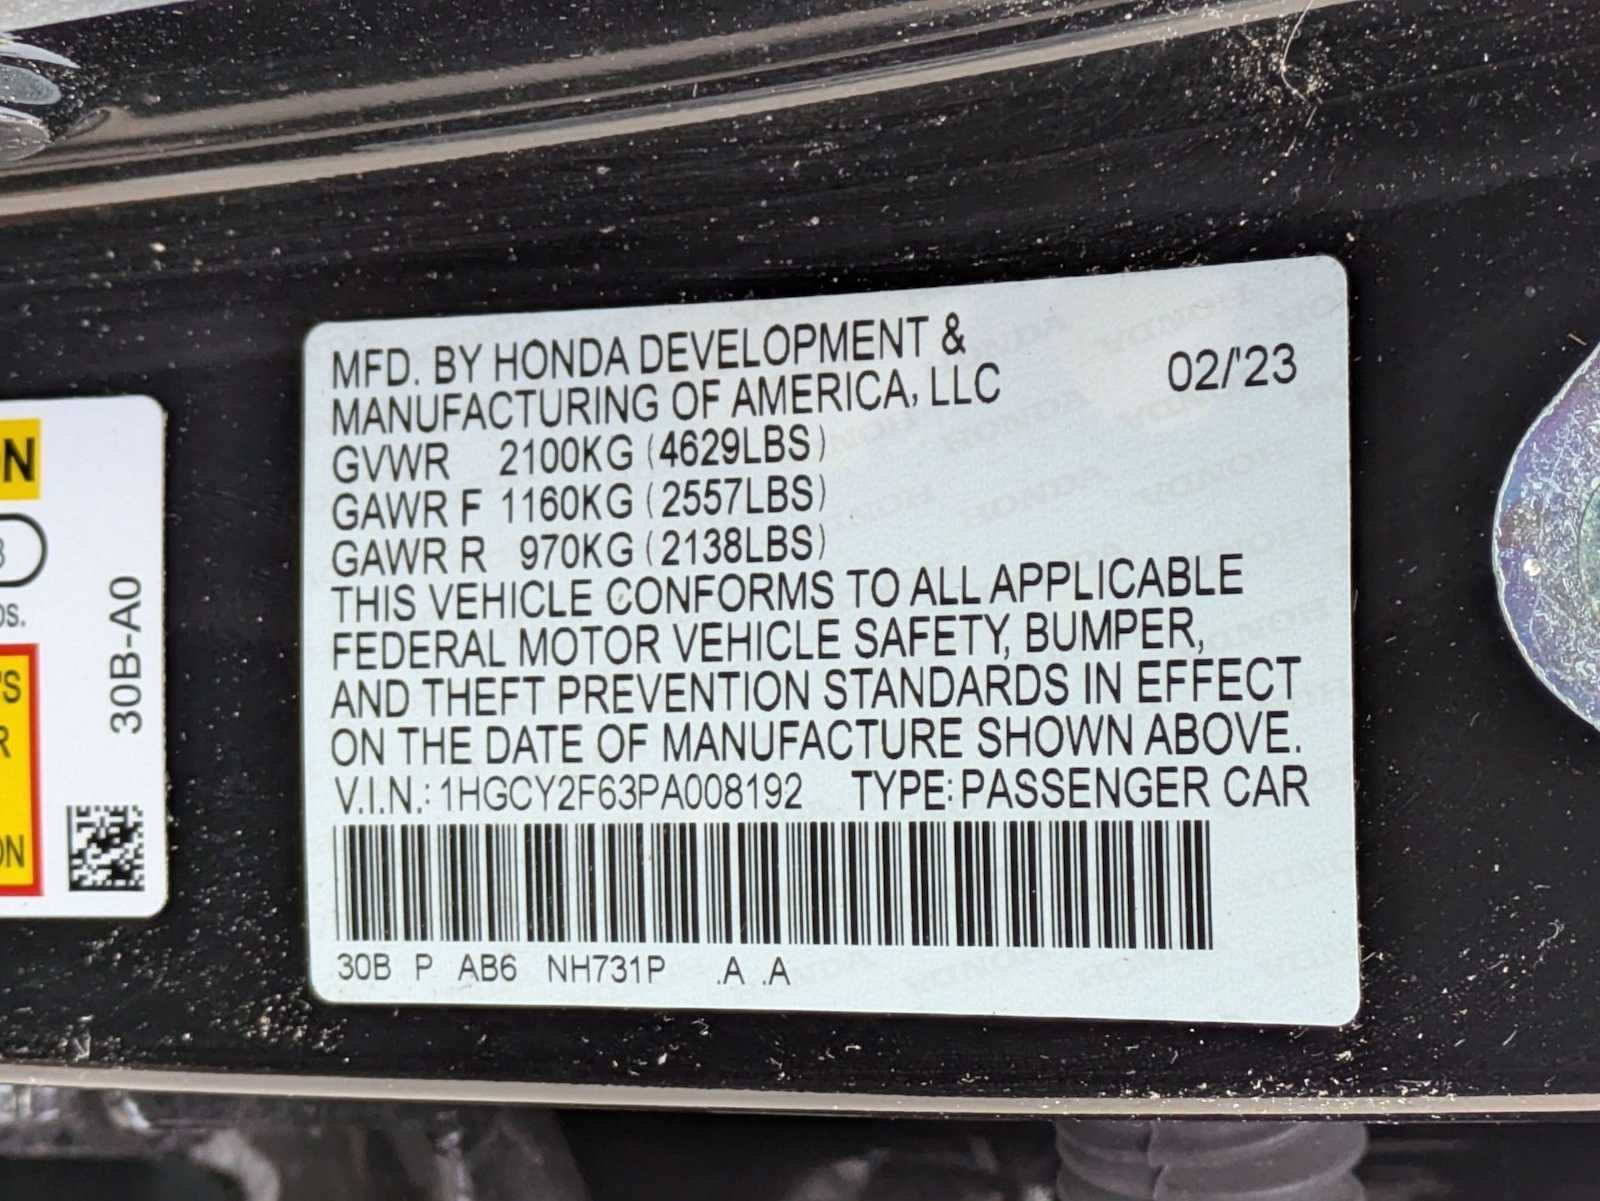 MFD. BY HONDA DEVELOPMENT &
MANUFACTURING OF AMERICA, LLC
02/'23
GVWR 2100KG (4629LBS)
GAWR F 1160KG (2557LBS)
GAWR R 970KG (2138LBS)
THIS VEHICLE CONFORMS TO ALL APPLICABLE
FEDERAL MOTOR VEHICLE SAFETY, BUMPER,
AND THEFT PREVENTION STANDARDS IN EFFECT
ON THE DATE OF MANUFACTURE SHOWN ABOVE.
V.I.N.: 1HGCY2F63PA008192 TYPE: PASSENGER CAR
30B P AB6 NH731P .A .A
30B-A0